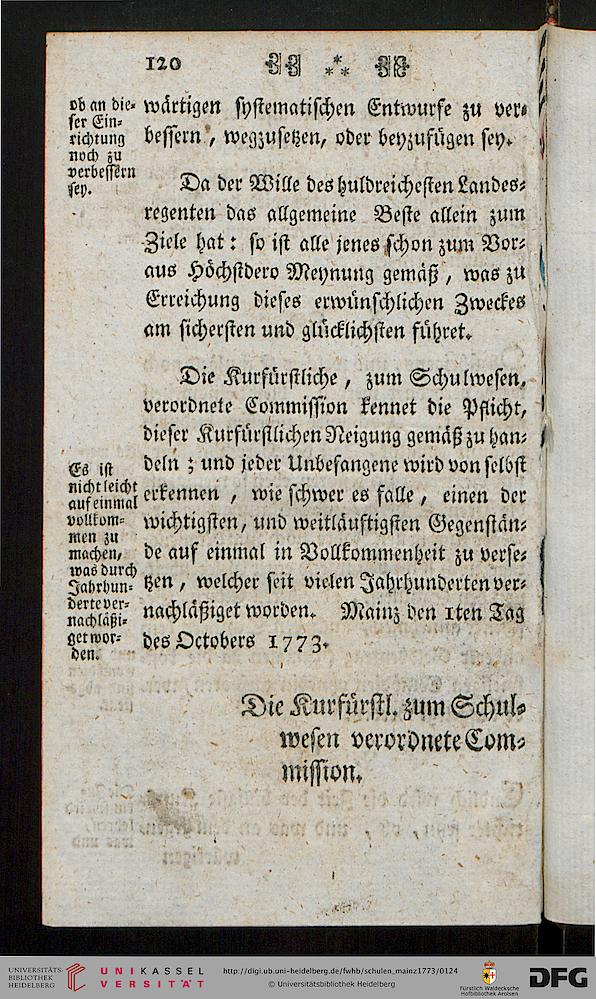 120
ob an die-
ser Ein-
richtung
noch zu
verbessern
sey.
wärtigen systematischen Entwurfe zu ver-
bessern, wegzusetzen, oder beyzufügen sey.
Da der Wille des huldreichesten Landes-
regenten das allgemeine Beste allein zum
Ziele hat: so ist alle jenes schon zum Vor-
aus Höchstdero Meynung gemäß, was zu
Erreichung dieses erwünschlichen Zweckes
am sichersten und glücklichsten führet.
Die Kurfürstliche, zum Schulwesen,
verordnete Commission kennet die Pflicht,
dieser Kurfürstlichen Neigung gemäß zu han-
deln; und jeder Unbefangene wird von selbst
erkennen, wie schwer es falle, einen der
wichtigsten, und weitläuftigsten Gegenstän-
de auf einmal in Vollkommenheit zu verse-
tzen, welcher seit vielen Jahrhunderten ver-
nachläßiget worden. Mainz den 1ten Tag
des Octobers 1773.
Es ist
nicht leicht
auf einmal
vollkom-
men zu
machen,
was durch
Jahrhun-
derte ver-
nachläßi-
get wor-
den.
Die Kurfürstl. zum Schul-
wesen verordnete Com-
mission.
UNIVERSITÄTS-
BIBLIOTHEK
HEIDELBERG
UNIKASSEL
VERSITÄT
http://digi.ub.uni-heidelberg.de/fwhb/schulen_mainz1773/0124
© Universitätsbibliothek Heidelberg
Fürstlich Waldecksche
Hofbibliothek Arolsen
DFG